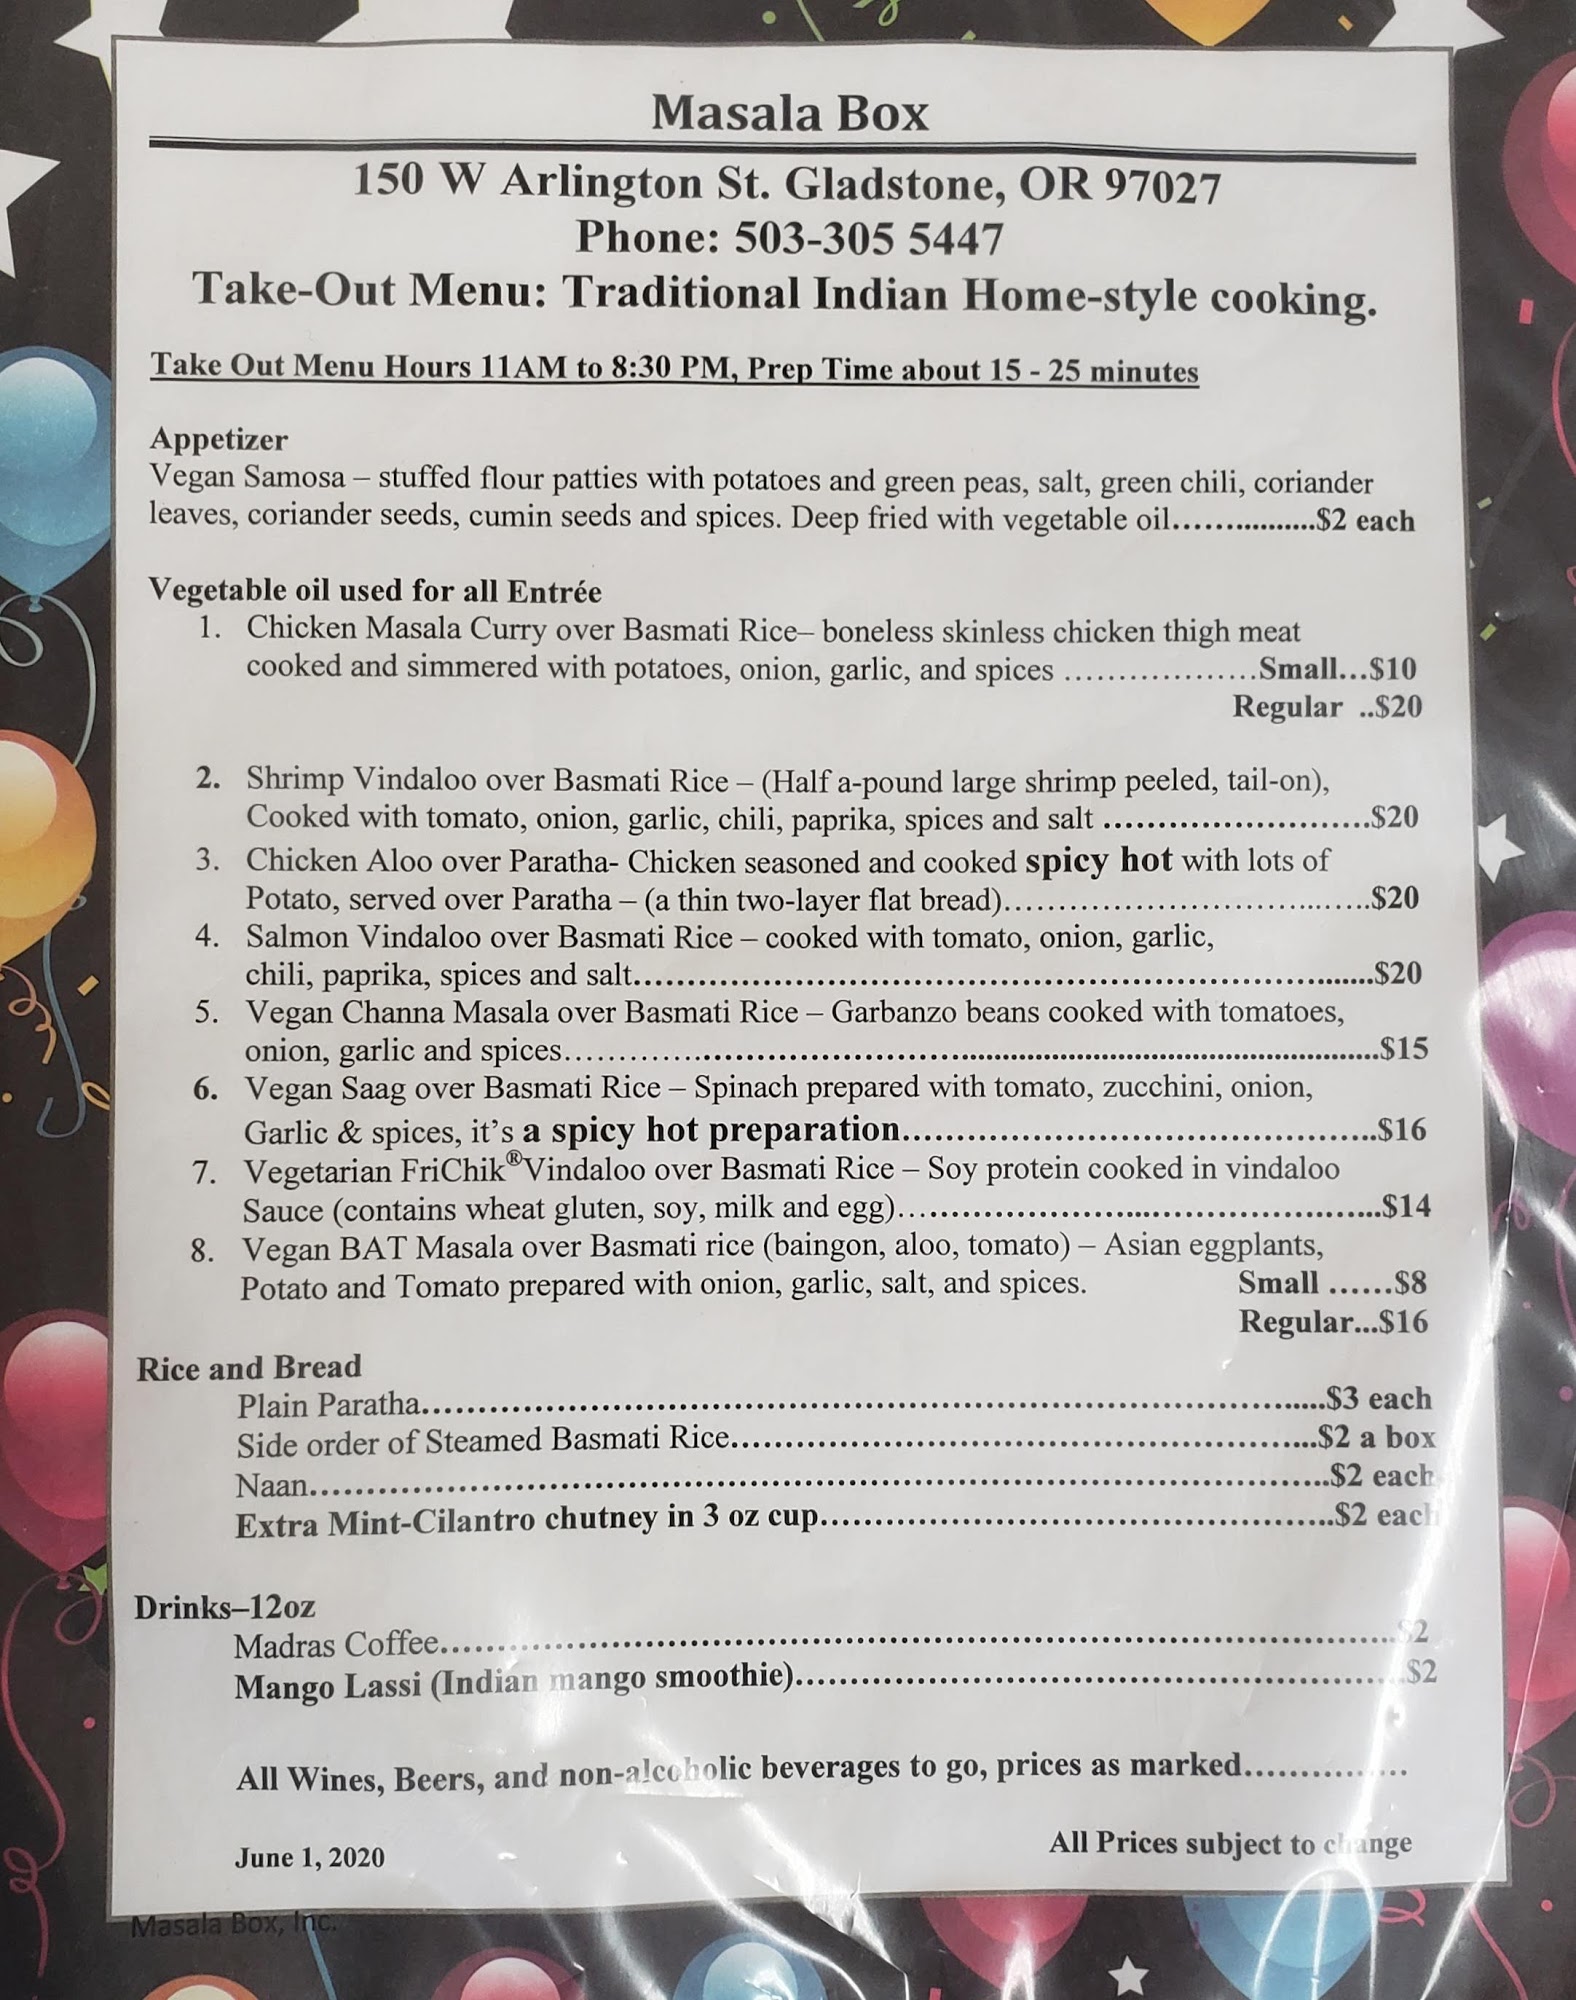 Masala Box
150 W Arlington St. Gladstone, OR 97027
Phone: 503-305 5447
Take-Out Menu: Traditional Indian Home-style cooking.
Take Out Menu Hours 11AM to 8:30 PM, Prep Time about 15 - 25 minutes
Appetizer
Vegan Samosa – stuffed flour patties with potatoes and green peas, salt, green chili, coriander
leaves, coriander seeds, cumin seeds and spices. Deep fried with vegetable oil..................$2 each
Vegetable oil used for all Entrée
1. Chicken Masala Curry over Basmati Rice– boneless skinless chicken thigh meat
cooked and simmered with potatoes, onion, garlic, and spices ..................Small...$10
Regular ..$20
2. Shrimp Vindaloo over Basmati Rice – (Half a-pound large shrimp peeled, tail-on),
Cooked with tomato, onion, garlic, chili, paprika, spices and salt .........................$20
3. Chicken Aloo over Paratha- Chicken seasoned and cooked spicy hot with lots of
Potato, served over Paratha – (a thin two-layer flat bread)...................................$20
4. Salmon Vindaloo over Basmati Rice – cooked with tomato, onion, garlic,
chili, paprika, spices and salt......................................................................$20
5. Vegan Channa Masala over Basmati Rice – Garbanzo beans cooked with tomatoes,
onion, garlic and spices................................................................................$15
6. Vegan Saag over Basmati Rice – Spinach prepared with tomato, zucchini, onion,
Garlic & spices, it's a spicy hot preparation.............................................$16
7. Vegetarian FriChik®Vindaloo over Basmati Rice – Soy protein cooked in vindaloo
Sauce (contains wheat gluten, soy, milk and egg).............................................$14
8. Vegan BAT Masala over Basmati rice (baingon, aloo, tomato) – Asian eggplants,
Potato and Tomato prepared with onion, garlic, salt, and spices. Small ......$8
Regular...$16
Rice and Bread
Plain Paratha......................................................................................$3 each
Side order of Steamed Basmati Rice.......................................................$2 a box
Naan................................................................................................$2 each
Extra Mint-Cilantro chutney in 3 oz cup.................................................$2 each
Drinks–12oz
Madras Coffee.........................................................................................$2
Mango Lassi (Indian mango smoothie)..........................................................$2
All Wines, Beers, and non-alcoholic beverages to go, prices as marked...............
June 1, 2020 All Prices subject to change
Masala Box, Inc.